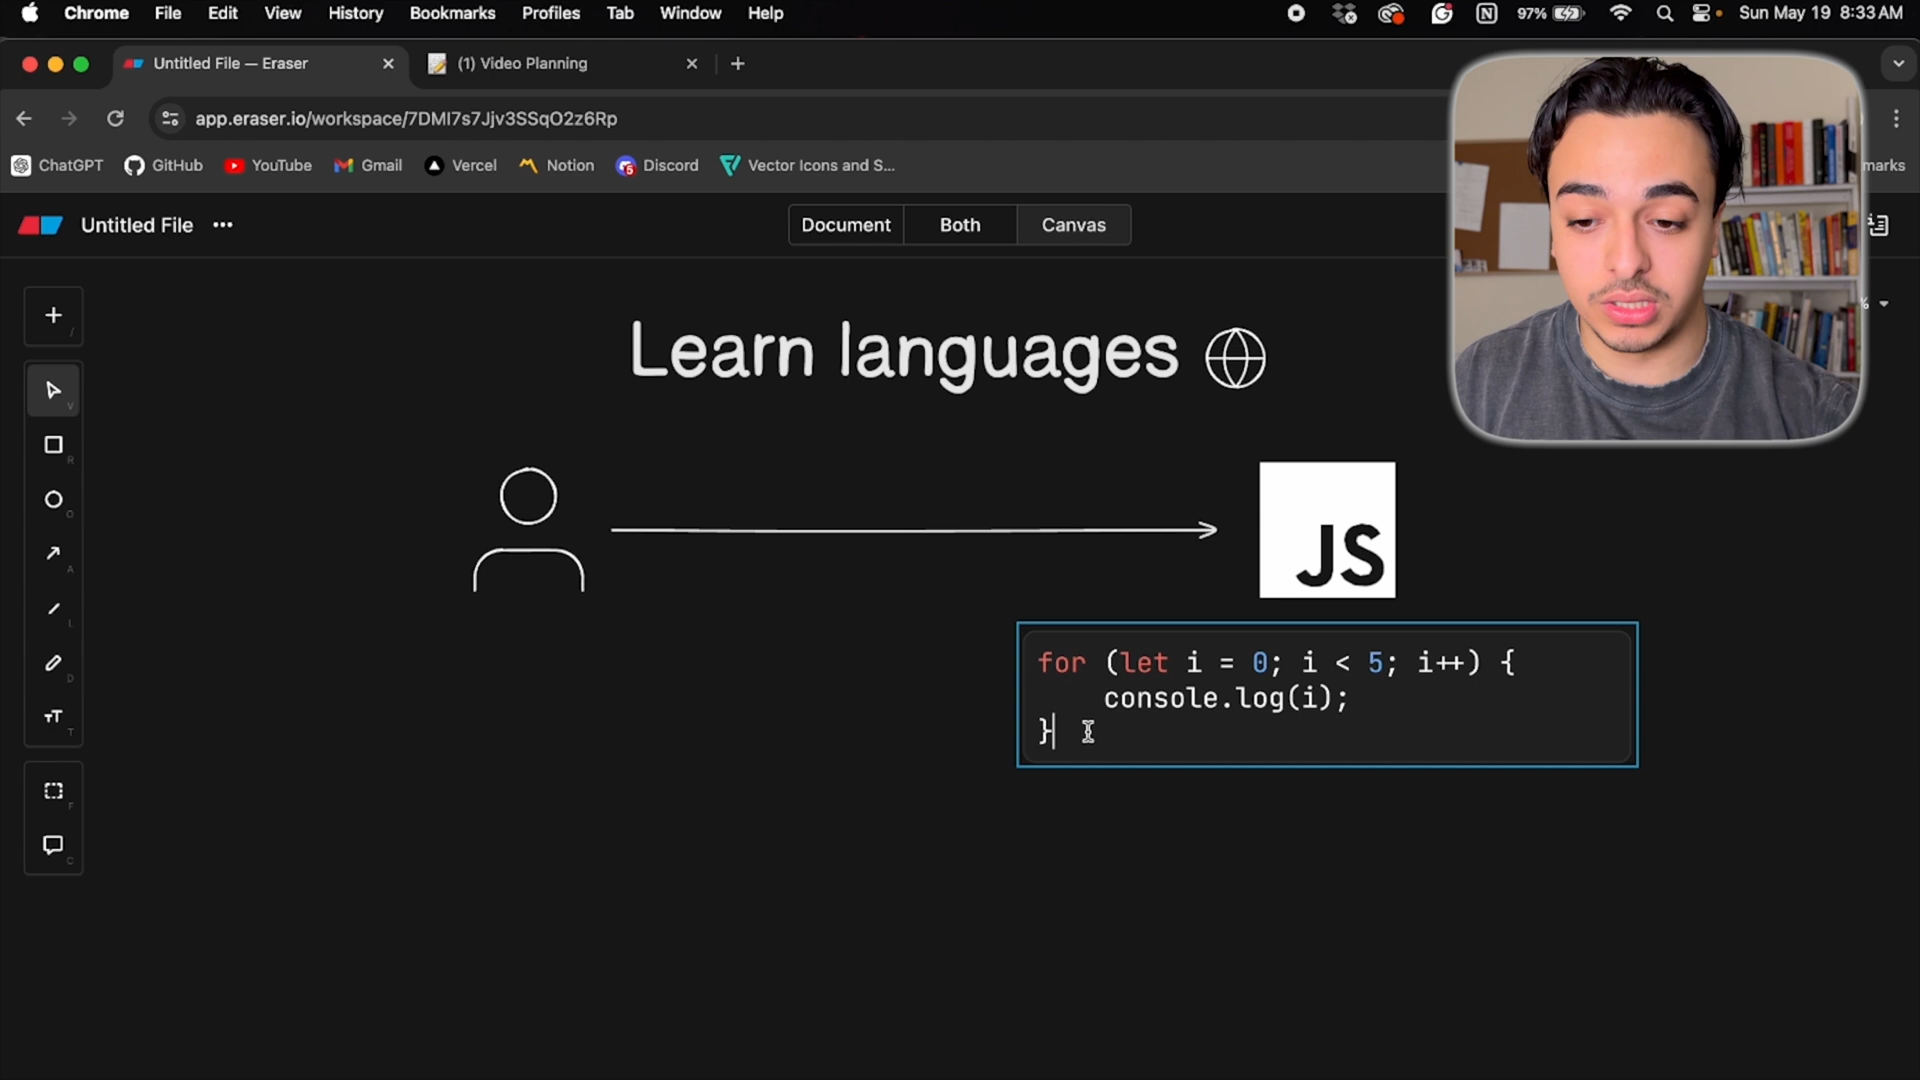 Chrome File Edit View History Bookmarks Profiles Tab Window Help 97% Sun May 19 8:33 AM
Untitled File — Eraser (1) Video Planning
app.eraser.io/workspace/7DMI7s7Jjv3SSqO2z6Rp
ChatGPT GitHub YouTube Gmail Vercel Notion Discord Vector Icons and S... marks
Untitled File ... Document Both Canvas
/
%
Learn languages
V
R
O
A
L
D
T
F
C
JS
for (let i = 0; i < 5; i++) {
    console.log(i);
}